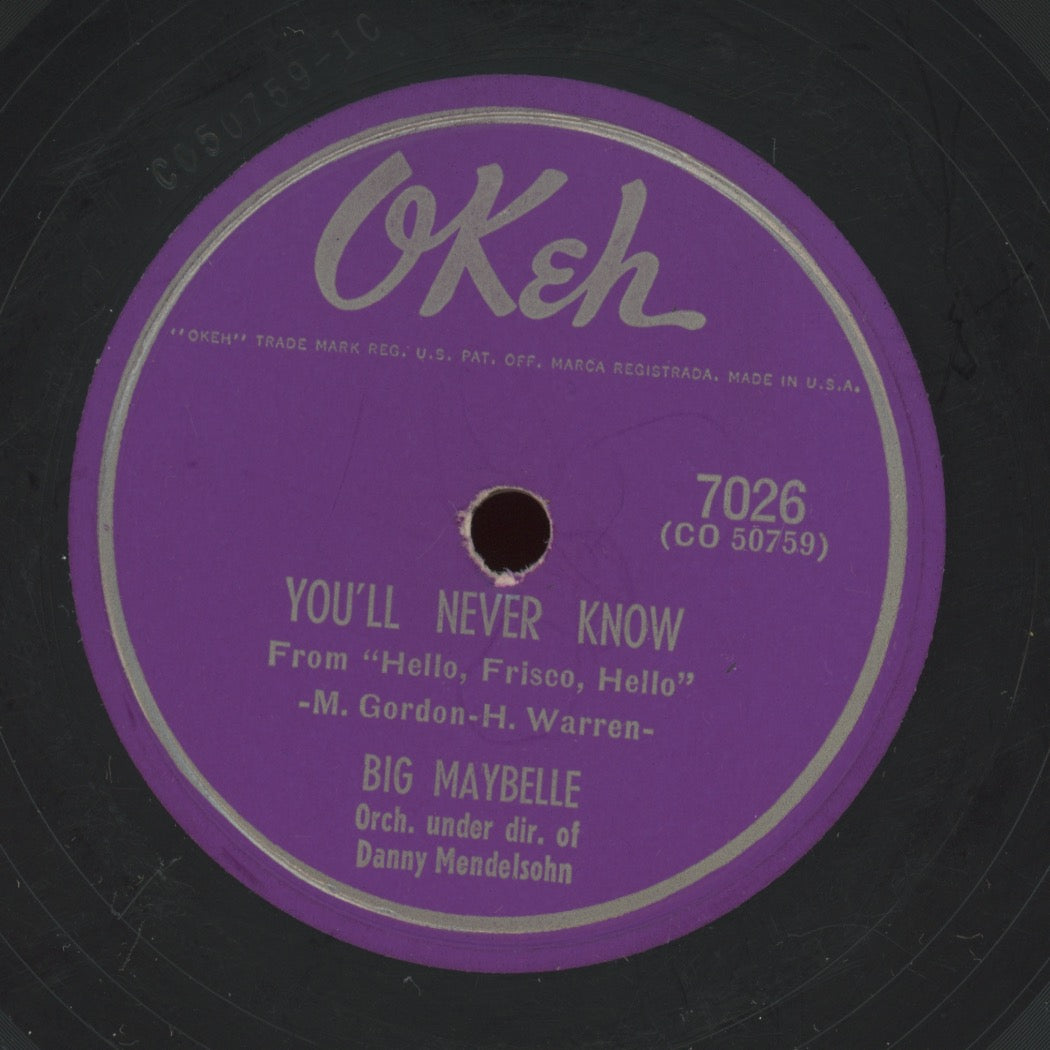 CO50759-1C
OKeh
"OKEH" TRADE MARK REG. U.S. PAT. OFF. MARCA REGISTRADA. MADE IN U.S.A.
7026
(CO 50759)
YOU'LL NEVER KNOW
From "Hello, Frisco, Hello"
-M. Gordon-H. Warren-
BIG MAYBELLE
Orch. under dir. of
Danny Mendelsohn